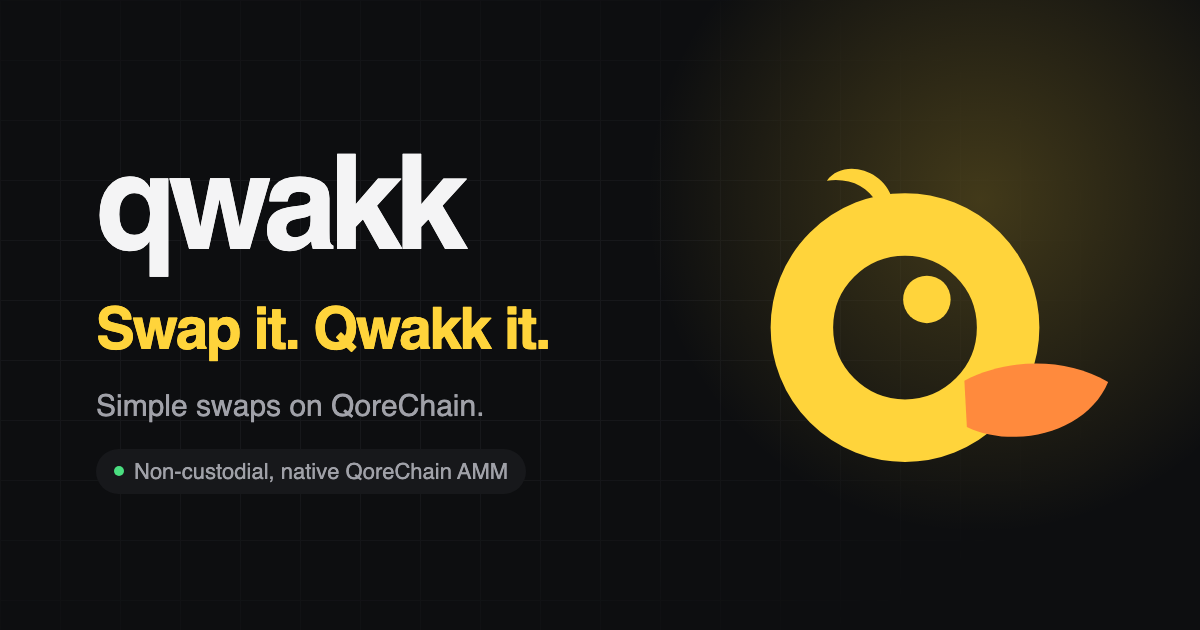 qwakk
Swap it. Qwakk it.
Simple swaps on QoreChain.
Non-custodial, native QoreChain AMM